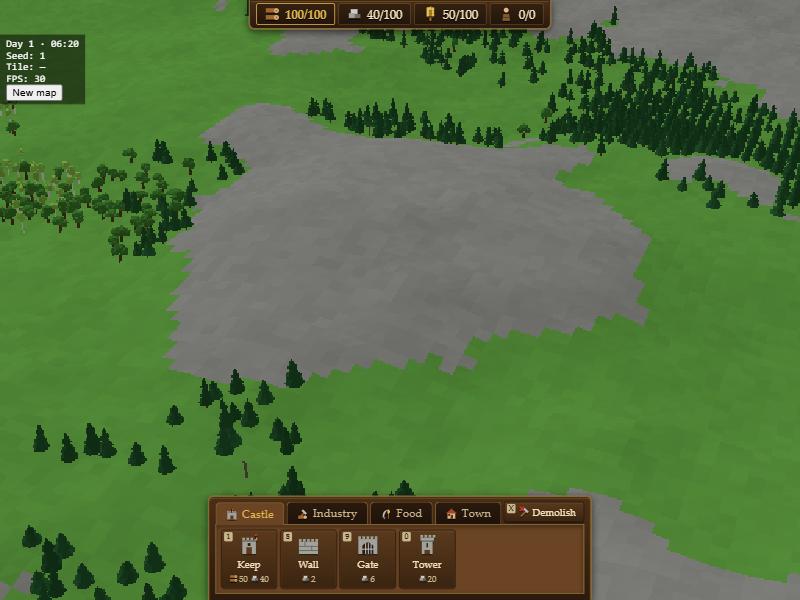 100/100 40/100 50/100 0/0
Day 1 · 06:20
Seed: 1
Tile: —
FPS: 30
New map
Castle Industry Food Town X Demolish
1 8 9 0
Keep Wall Gate Tower
50 40 2 6 20